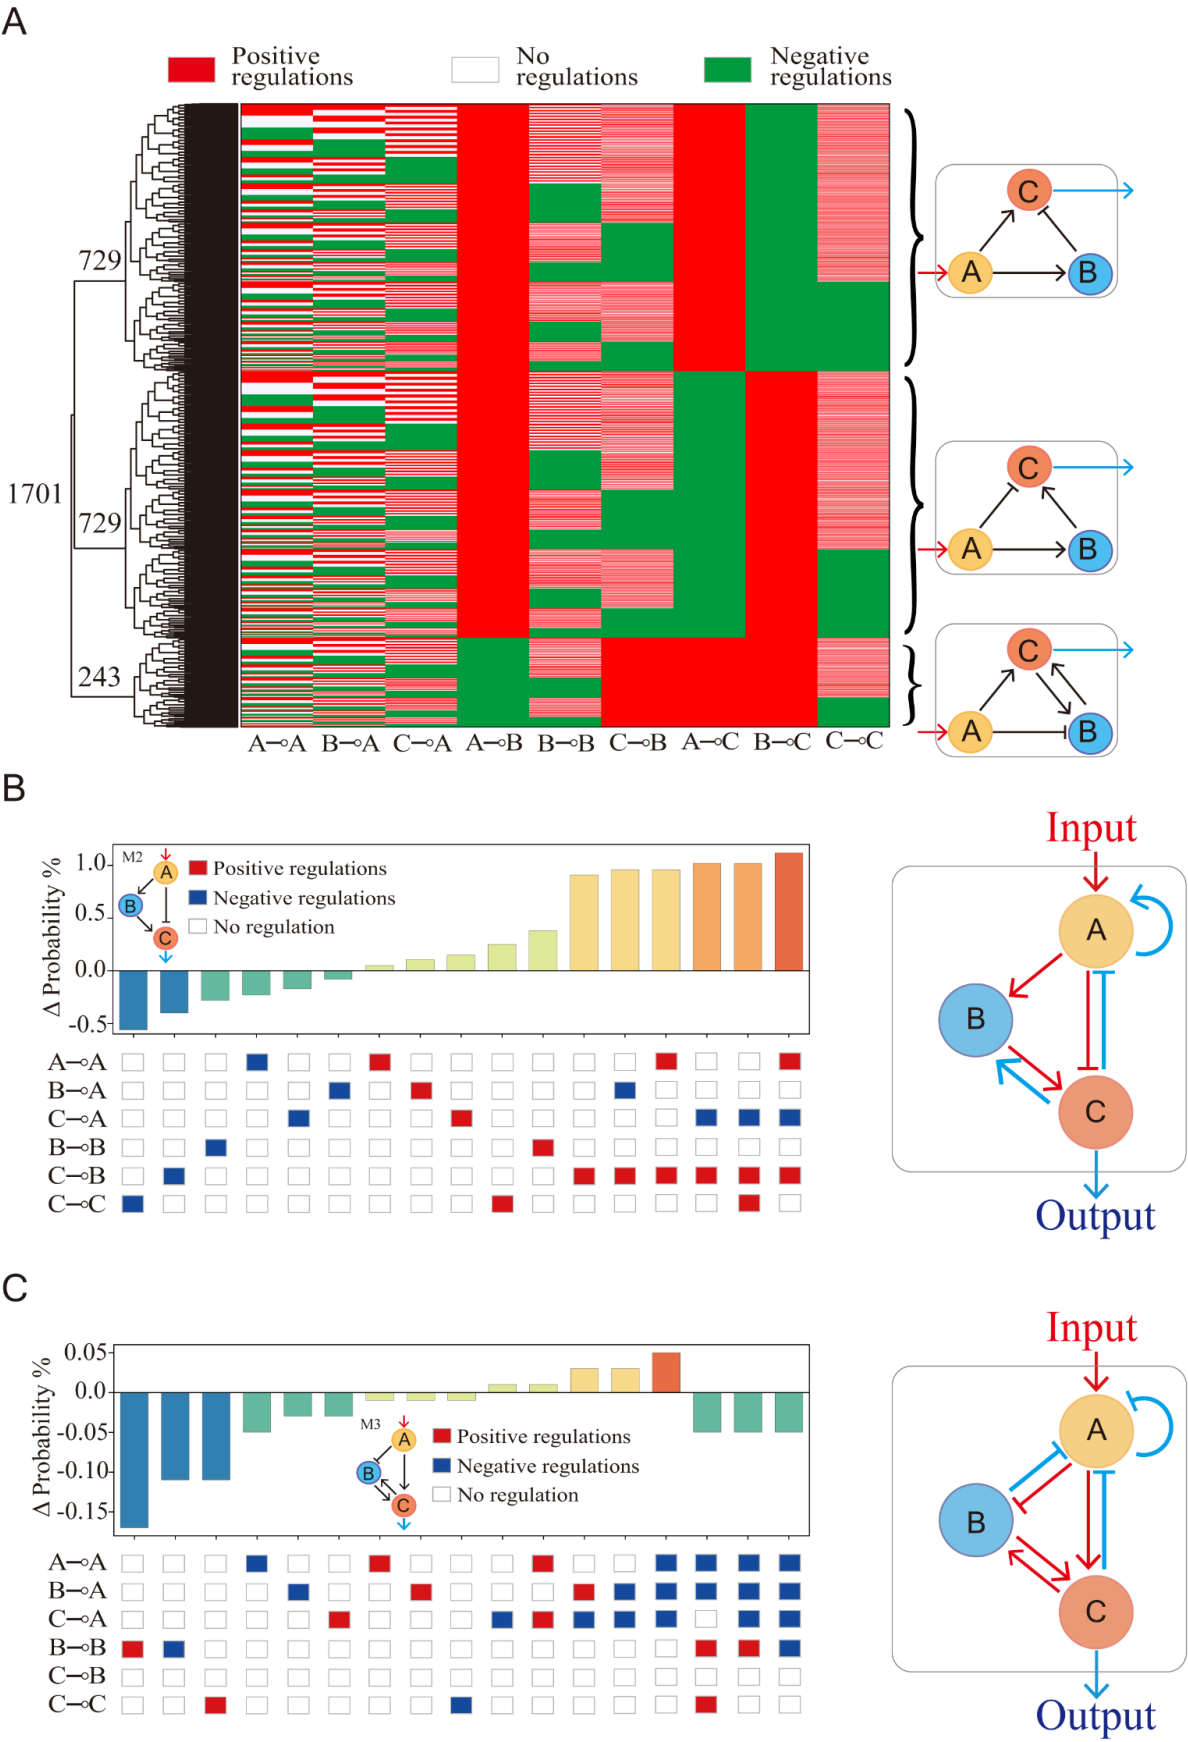 A
Positive
regulations
No
regulations
Negative
regulations
729
1701
729
243
C
A
B
C
A
B
C
A
B
A⊸A B⊸A C⊸A A⊸B B⊸B C⊸B A⊸C B⊸C C⊸C
B
Δ Probability %
1.0
0.5
0.0
-0.5
M2
A
B
C
Positive regulations
Negative regulations
No regulation
A⊸A
B⊸A
C⊸A
B⊸B
C⊸B
C⊸C
Input
A
B
C
Output
C
Δ Probability %
0.05
0.0
-0.05
-0.10
-0.15
M3
A
B
C
Positive regulations
Negative regulations
No regulation
A⊸A
B⊸A
C⊸A
B⊸B
C⊸B
C⊸C
Input
A
B
C
Output